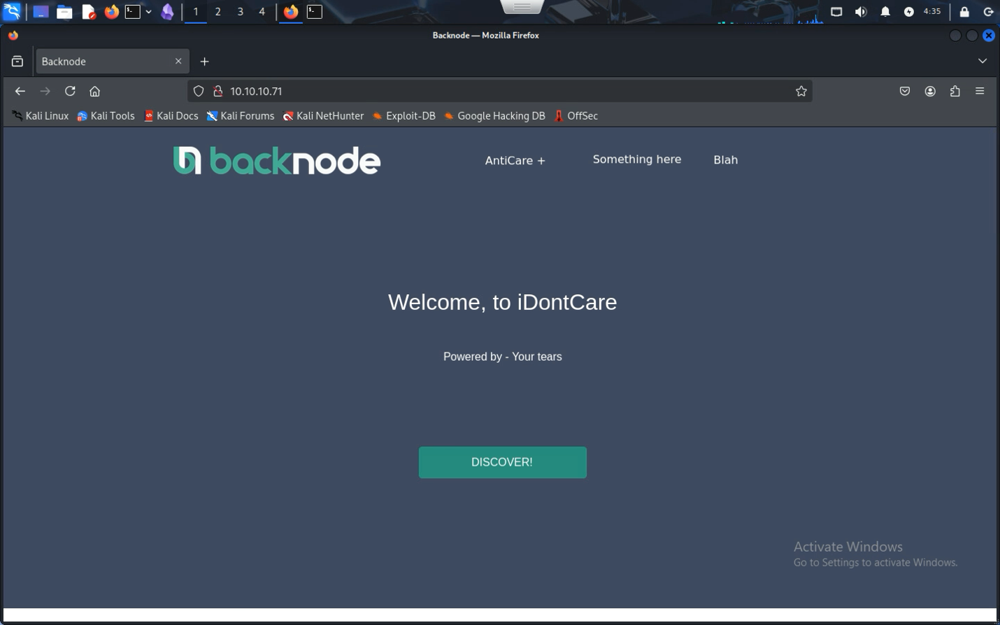 1 2 3 4 4:35
Backnode — Mozilla Firefox
Backnode
10.10.10.71
Kali Linux Kali Tools Kali Docs Kali Forums Kali NetHunter Exploit-DB Google Hacking DB OffSec
backnode AntiCare + Something here Blah
Welcome, to iDontCare
Powered by - Your tears
DISCOVER!
Activate Windows
Go to Settings to activate Windows.